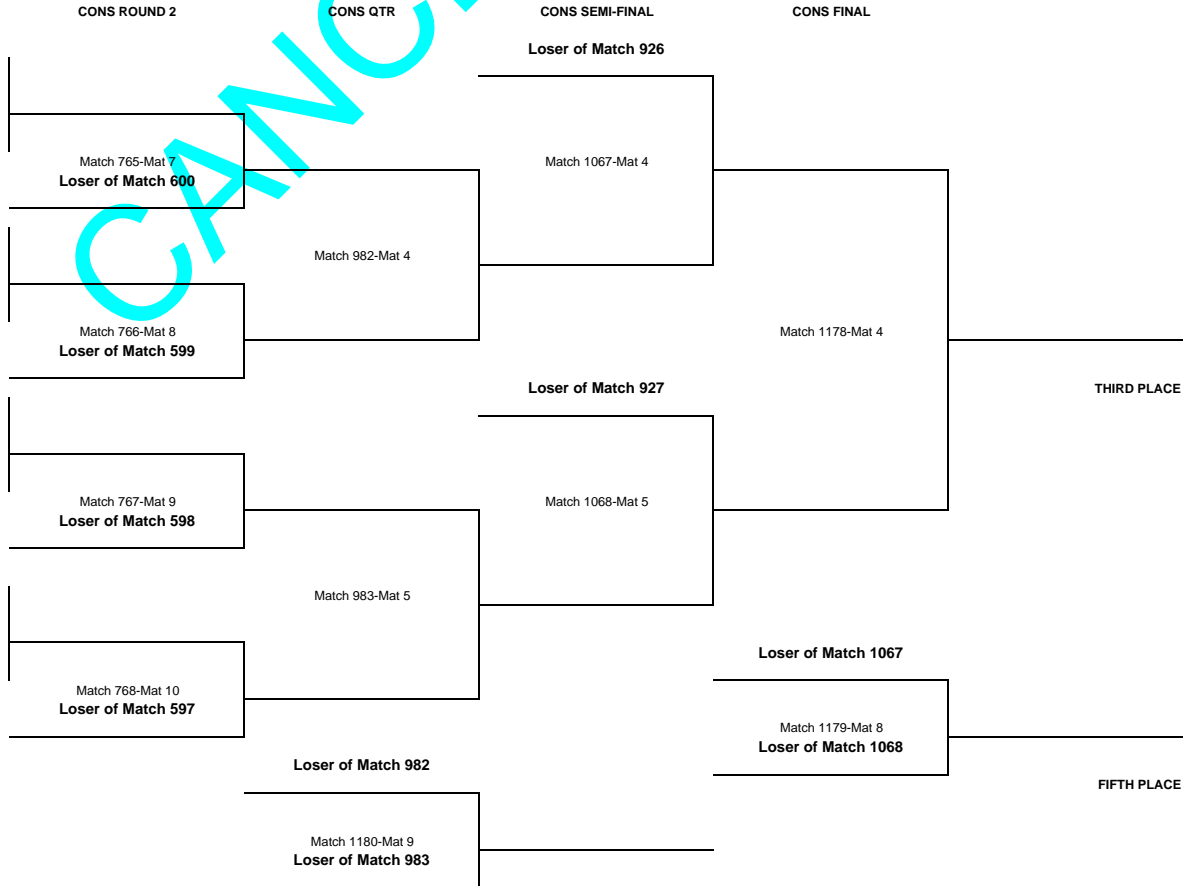 CONS ROUND 2
CONS QTR
CONS SEMI-FINAL
CONS FINAL
Loser of Match 926
Match 765-Mat 7
Loser of Match 600
Match 1067-Mat 4
Match 982-Mat 4
Match 766-Mat 8
Loser of Match 599
Match 1178-Mat 4
Loser of Match 927
THIRD PLACE
Match 767-Mat 9
Loser of Match 598
Match 1068-Mat 5
Match 983-Mat 5
Loser of Match 1067
Match 768-Mat 10
Loser of Match 597
Match 1179-Mat 8
Loser of Match 1068
Loser of Match 982
FIFTH PLACE
Match 1180-Mat 9
Loser of Match 983
CANC